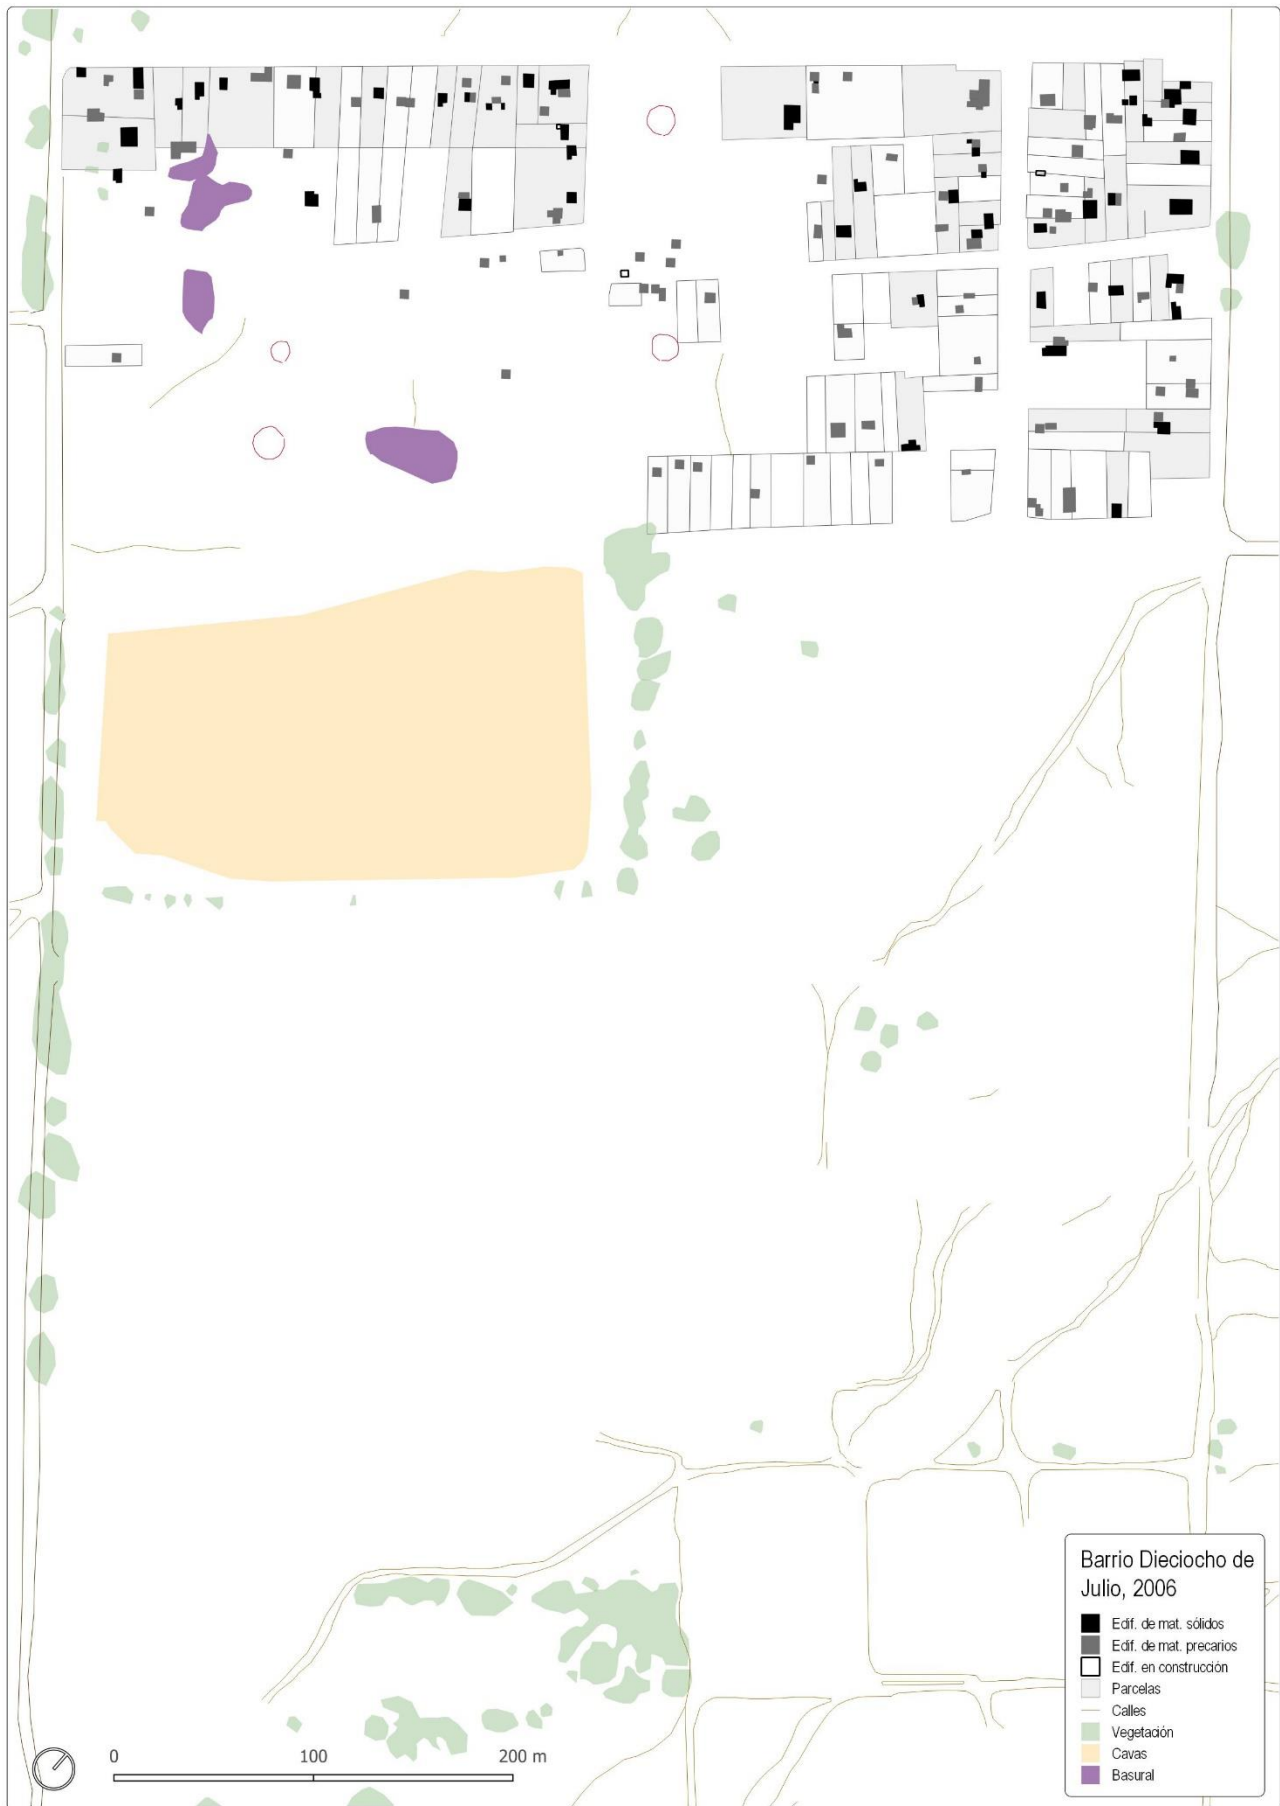 Barrio Dieciocho de
Julio, 2006
Edif. de mat. sólidos
Edif. de mat. precarios
Edif. en construcción
Parcelas
Calles
Vegetación
Cavas
Basural
0 100 200 m